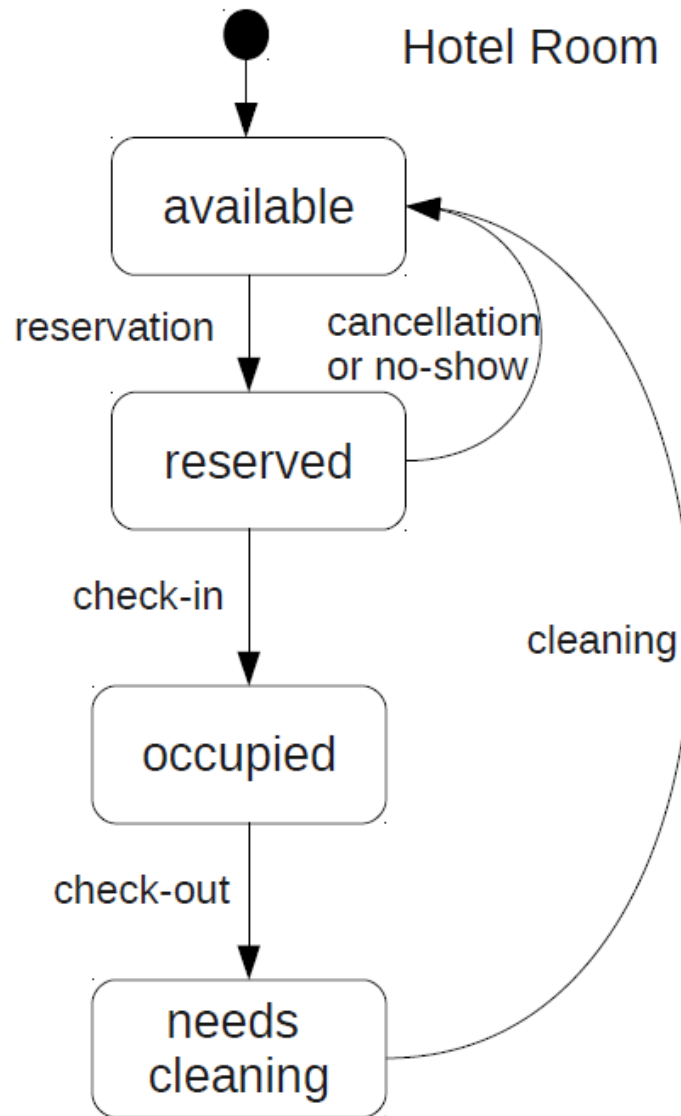 Hotel Room
available
reservation
cancellation
or no-show
reserved
check-in
cleaning
occupied
check-out
needs
cleaning